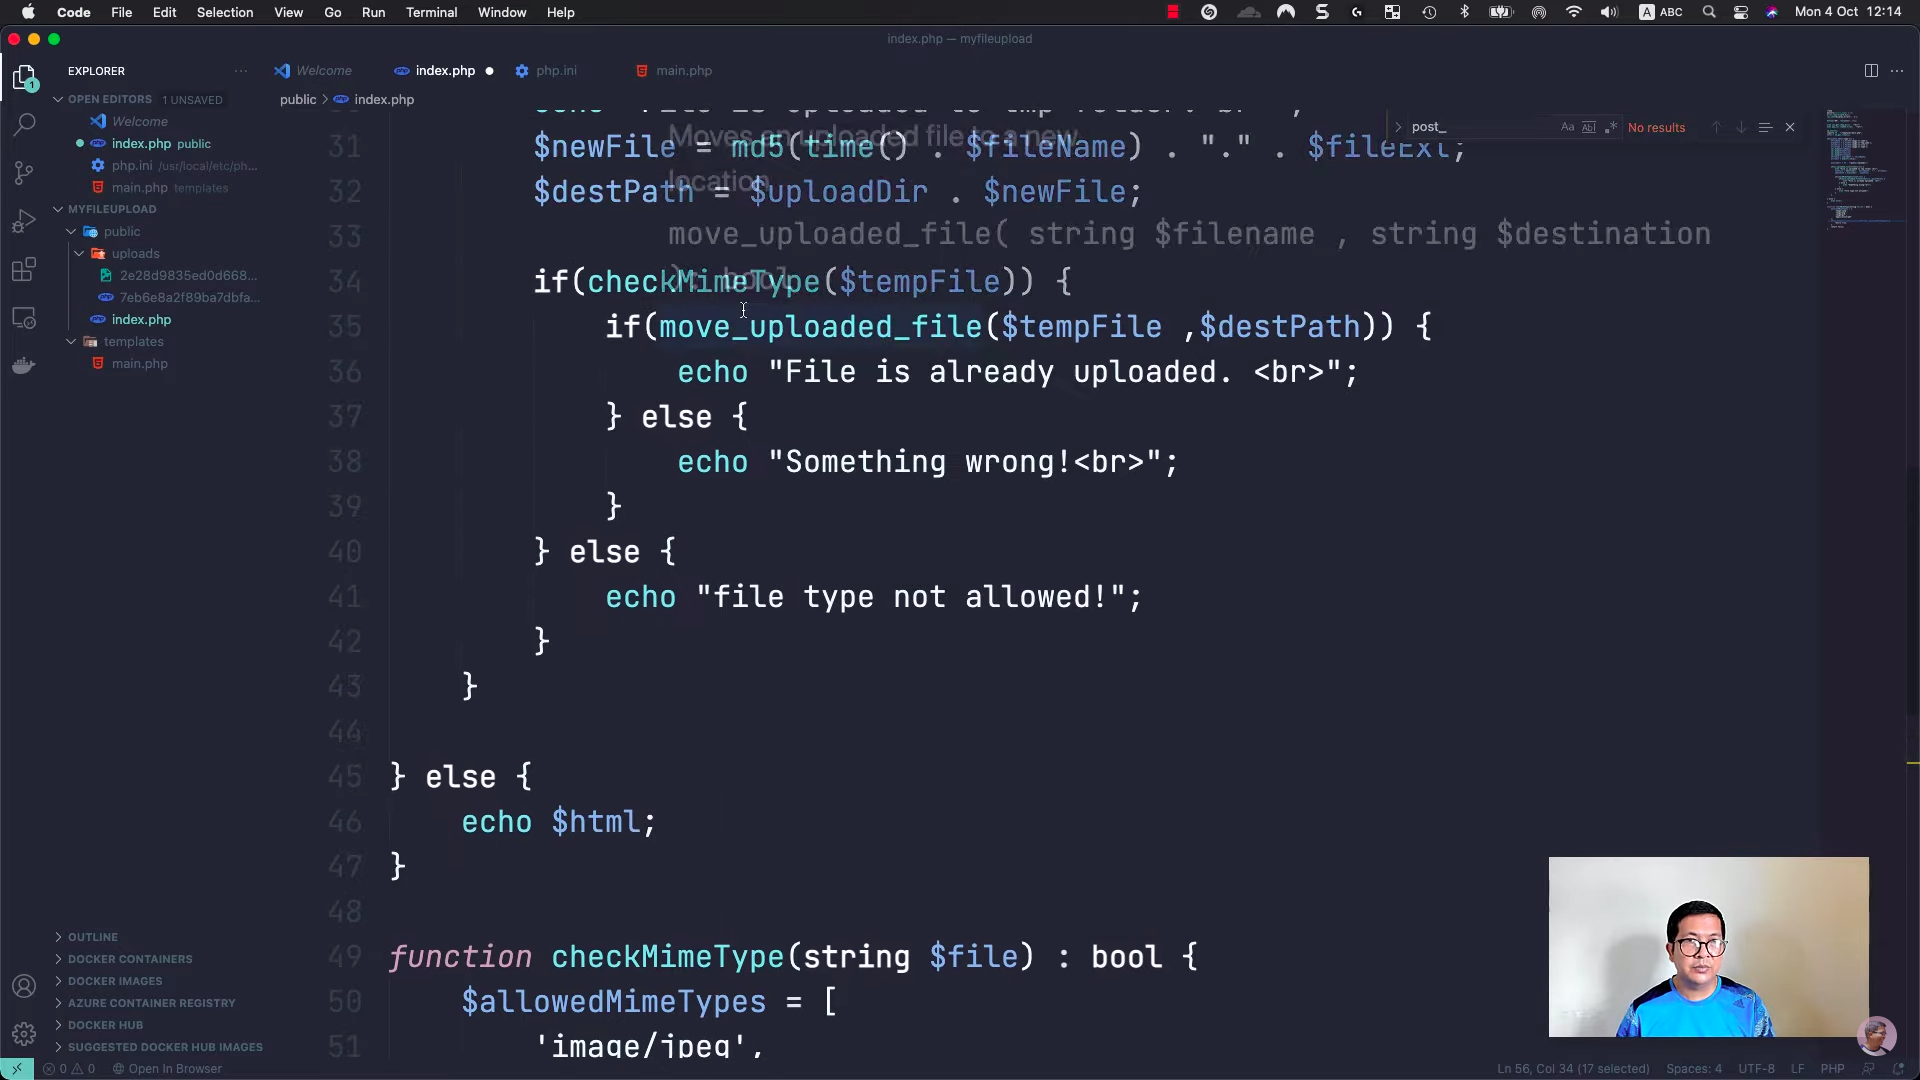 Code File Edit Selection View Go Run Terminal Window Help
ABC Mon 4 Oct 12:14
index.php — myfileupload
EXPLORER
Welcome index.php php.ini main.php
OPEN EDITORS 1 UNSAVED
public > index.php
Welcome
index.php public
php.ini /usr/local/etc/ph...
main.php templates
MYFILEUPLOAD
public
uploads
2e28d9835ed0d668...
7eb6e8a2f89ba7dbfa...
index.php
templates
main.php
post_ Aa Abl .* No results
Moves an uploaded file to a new
location
move_uploaded_file( string $filename , string $destination
): bool
31 $newFile = md5(time() . $fileName) . "." . $fileExt;
32 $destPath = $uploadDir . $newFile;
33
34 if(checkMimeType($tempFile)) {
35 if(move_uploaded_file($tempFile ,$destPath)) {
36 echo "File is already uploaded. <br>";
37 } else {
38 echo "Something wrong!<br>";
39 }
40 } else {
41 echo "file type not allowed!";
42 }
43 }
44
45 } else {
46 echo $html;
47 }
48
49 function checkMimeType(string $file) : bool {
50 $allowedMimeTypes = [
51 'image/jpeg',
OUTLINE
DOCKER CONTAINERS
DOCKER IMAGES
AZURE CONTAINER REGISTRY
DOCKER HUB
SUGGESTED DOCKER HUB IMAGES
0 0 Open In Browser
Ln 56, Col 34 (17 selected) Spaces: 4 UTF-8 LF PHP